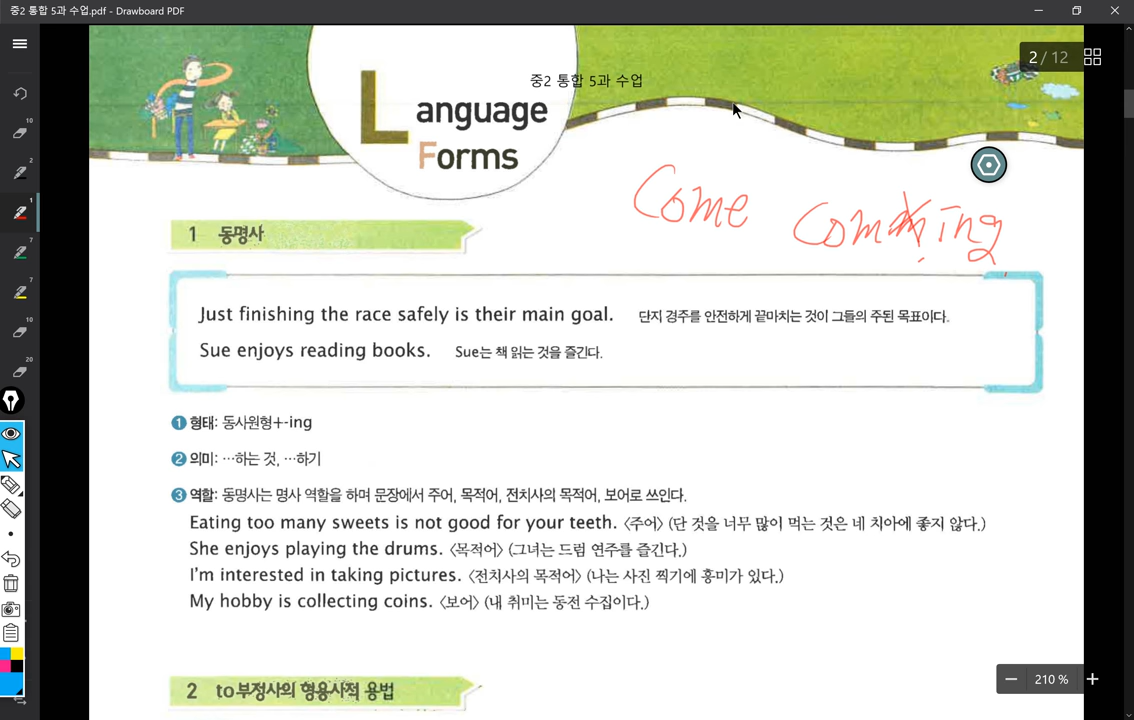 중2 통합 5과 수업.pdf - Drawboard PDF
2 / 12
중2 통합 5과 수업
Language
Forms
come coming
1 동명사
Just finishing the race safely is their main goal. 단지 경주를 안전하게 끝마치는 것이 그들의 주된 목표이다.
Sue enjoys reading books. Sue는 책 읽는 것을 즐긴다.
1 형태: 동사원형+-ing
2 의미: …하는 것, …하기
3 역할: 동명사는 명사 역할을 하며 문장에서 주어, 목적어, 전치사의 목적어, 보어로 쓰인다.
Eating too many sweets is not good for your teeth. 〈주어〉 (단 것을 너무 많이 먹는 것은 네 치아에 좋지 않다.)
She enjoys playing the drums. 〈목적어〉 (그녀는 드럼 연주를 즐긴다.)
I'm interested in taking pictures. 〈전치사의 목적어〉 (나는 사진 찍기에 흥미가 있다.)
My hobby is collecting coins. 〈보어〉 (내 취미는 동전 수집이다.)
2 to부정사의 형용사적 용법
210 %
10
2
1
7
7
10
20